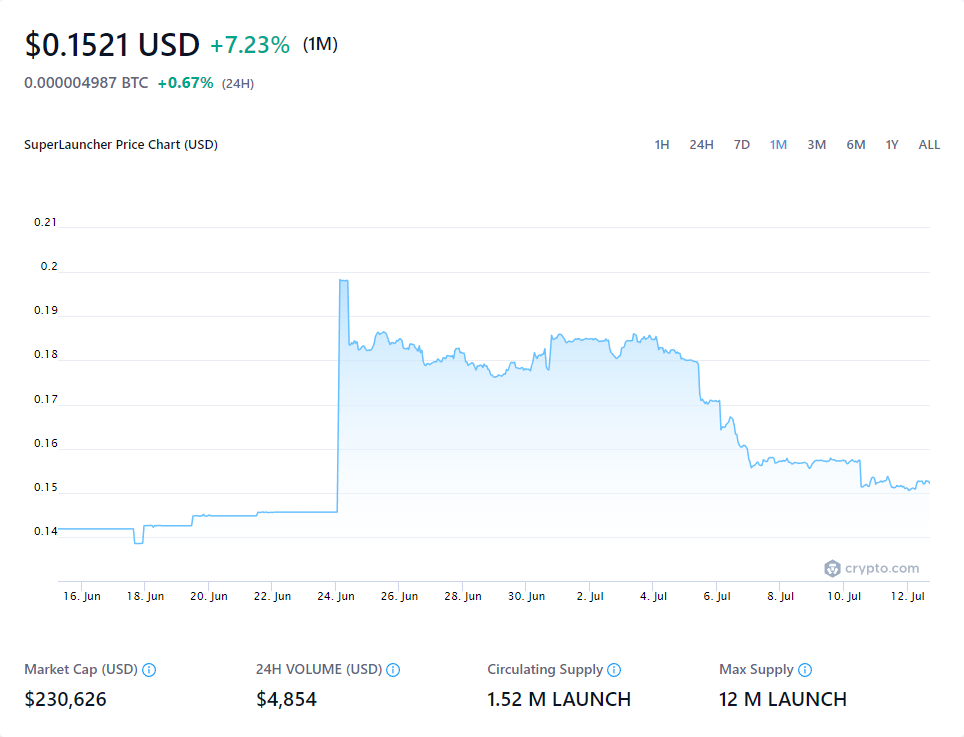 $0.1521 USD +7.23% (1M)
0.000004987 BTC +0.67% (24H)
SuperLauncher Price Chart (USD) 1H 24H 7D 1M 3M 6M 1Y ALL
0.21
0.2
0.19
0.18
0.17
0.16
0.15
0.14
crypto.com
16. Jun 18. Jun 20. Jun 22. Jun 24. Jun 26. Jun 28. Jun 30. Jun 2. Jul 4. Jul 6. Jul 8. Jul 10. Jul 12. Jul
Market Cap (USD) 24H VOLUME (USD) Circulating Supply Max Supply
$230,626 $4,854 1.52 M LAUNCH 12 M LAUNCH